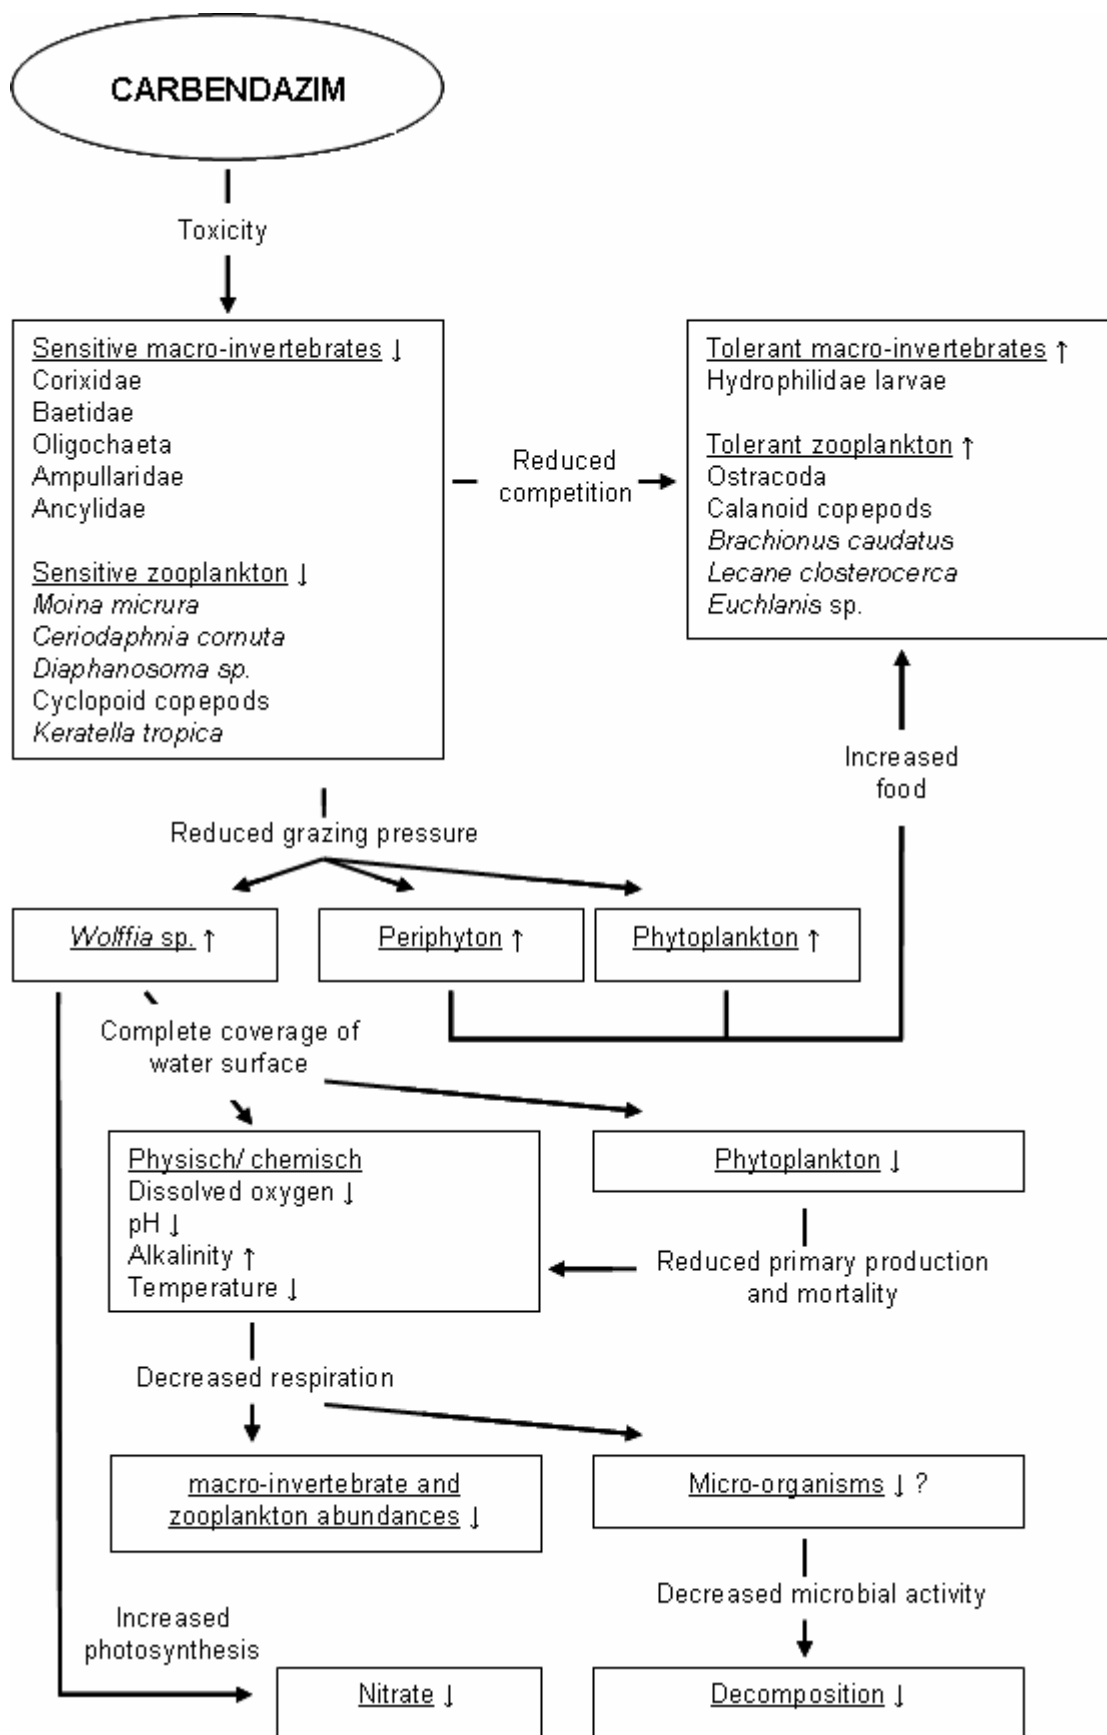 CARBENDAZIM
Toxicity
Sensitive macro-invertebrates ↓
Corixidae
Baetidae
Oligochaeta
Ampullaridae
Ancylidae
Sensitive zooplankton ↓
Moina micrura
Ceriodaphnia cornuta
Diaphanosoma sp.
Cyclopoid copepods
Keratella tropica
Reduced
competition
Tolerant macro-invertebrates ↑
Hydrophilidae larvae
Tolerant zooplankton ↑
Ostracoda
Calanoid copepods
Brachionus caudatus
Lecane closterocerca
Euchlanis sp.
Increased
food
Reduced grazing pressure
Wolffia sp. ↑
Periphyton ↑
Phytoplankton ↑
Complete coverage of
water surface
Physisch/ chemisch
Dissolved oxygen ↓
pH ↓
Alkalinity ↑
Temperature ↓
Phytoplankton ↓
Reduced primary production
and mortality
Decreased respiration
macro-invertebrate and
zooplankton abundances ↓
Micro-organisms ↓ ?
Decreased microbial activity
Increased
photosynthesis
Nitrate ↓
Decomposition ↓